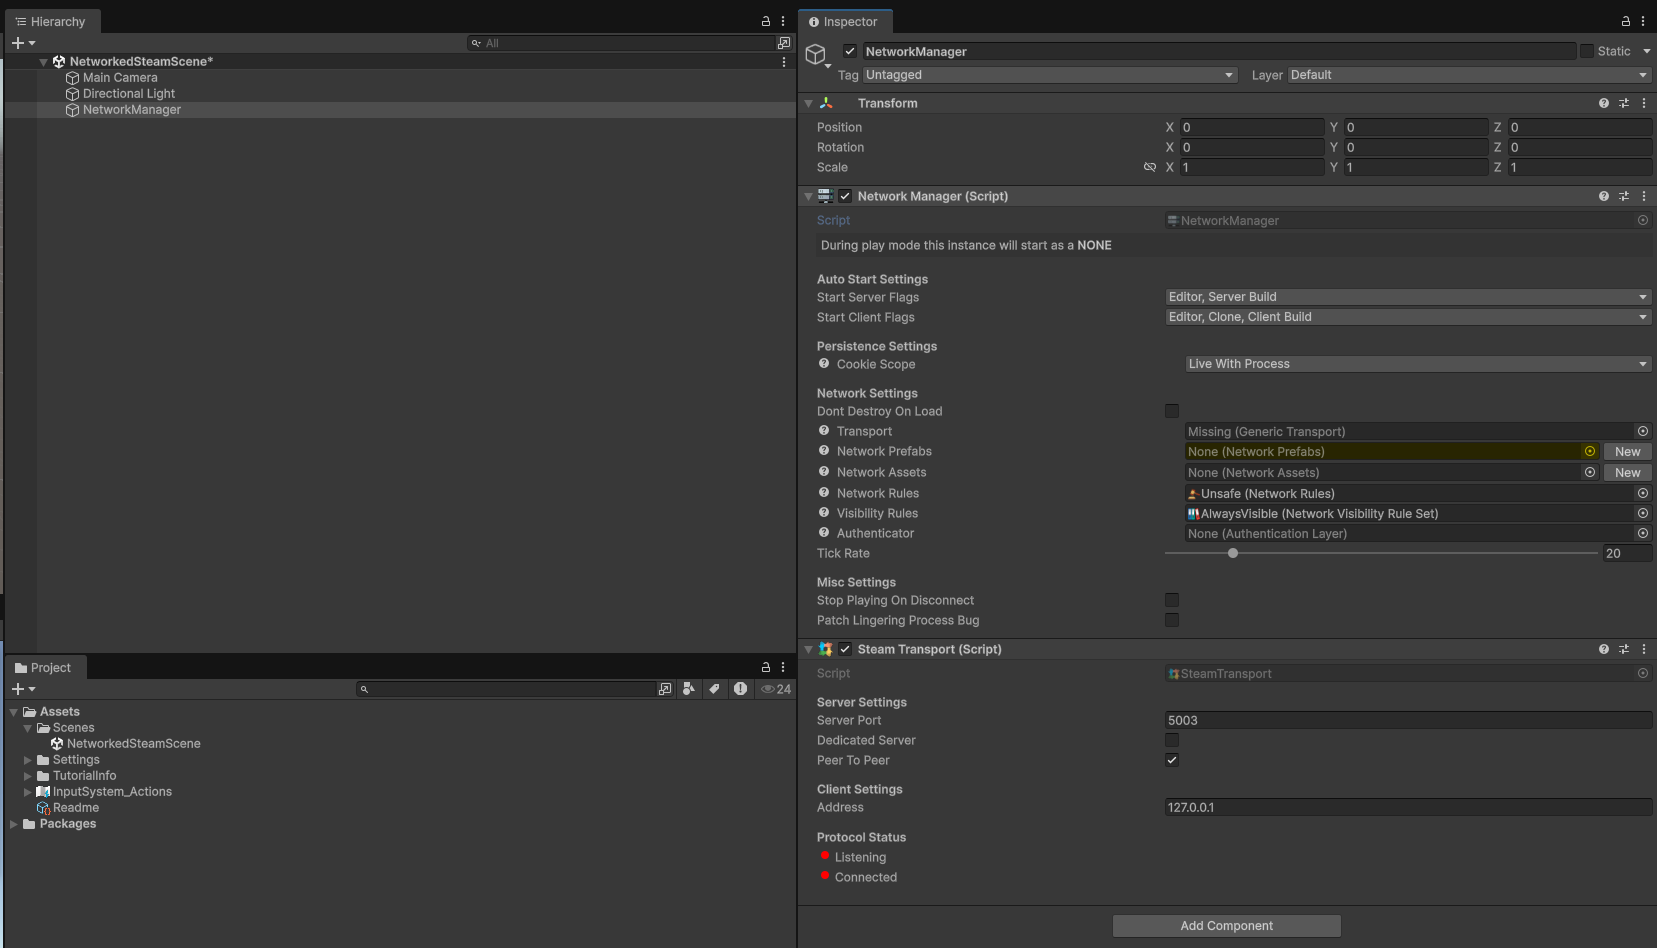 Hierarchy
All
NetworkedSteamScene*
Main Camera
Directional Light
NetworkManager
Project
24
Assets
Scenes
NetworkedSteamScene
Settings
TutorialInfo
InputSystem_Actions
Readme
Packages
Inspector
NetworkManager
Static
Tag Untagged Layer Default
Transform
Position X 0 Y 0 Z 0
Rotation X 0 Y 0 Z 0
Scale X 1 Y 1 Z 1
Network Manager (Script)
Script NetworkManager
During play mode this instance will start as a NONE
Auto Start Settings
Start Server Flags Editor, Server Build
Start Client Flags Editor, Clone, Client Build
Persistence Settings
Cookie Scope Live With Process
Network Settings
Dont Destroy On Load
Transport Missing (Generic Transport)
Network Prefabs None (Network Prefabs) New
Network Assets None (Network Assets) New
Network Rules Unsafe (Network Rules)
Visibility Rules AlwaysVisible (Network Visibility Rule Set)
Authenticator None (Authentication Layer)
Tick Rate 20
Misc Settings
Stop Playing On Disconnect
Patch Lingering Process Bug
Steam Transport (Script)
Script SteamTransport
Server Settings
Server Port 5003
Dedicated Server
Peer To Peer
Client Settings
Address 127.0.0.1
Protocol Status
Listening
Connected
Add Component